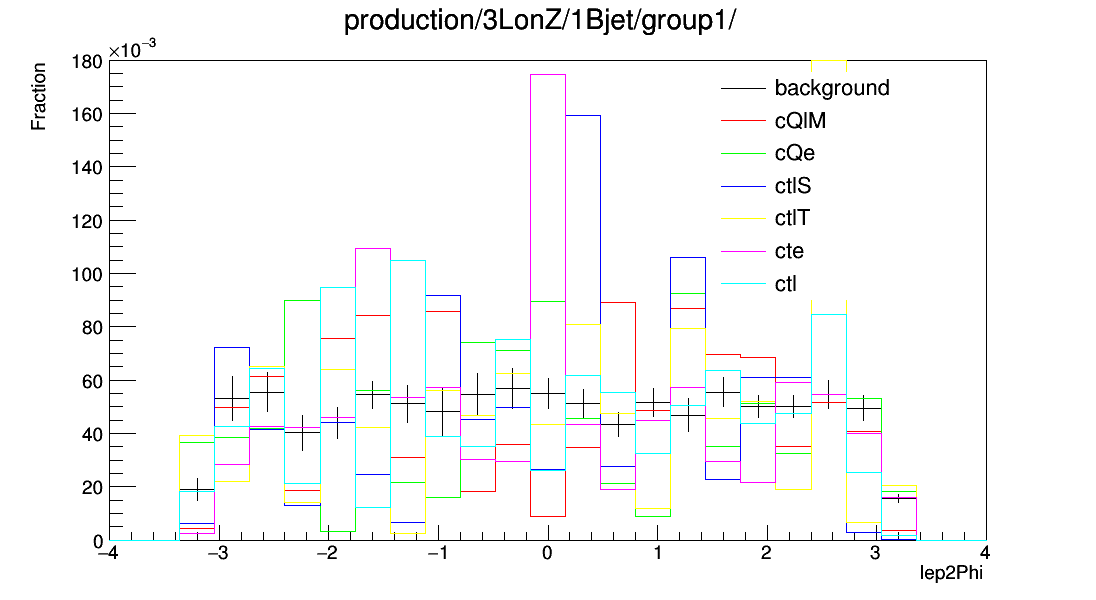 production/3LonZ/1Bjet/group1/
×10⁻³
Fraction
180
160
140
120
100
80
60
40
20
0
background
cQlM
cQe
ctlS
ctlT
cte
ctl
−4 −3 −2 −1 0 1 2 3 4
lep2Phi